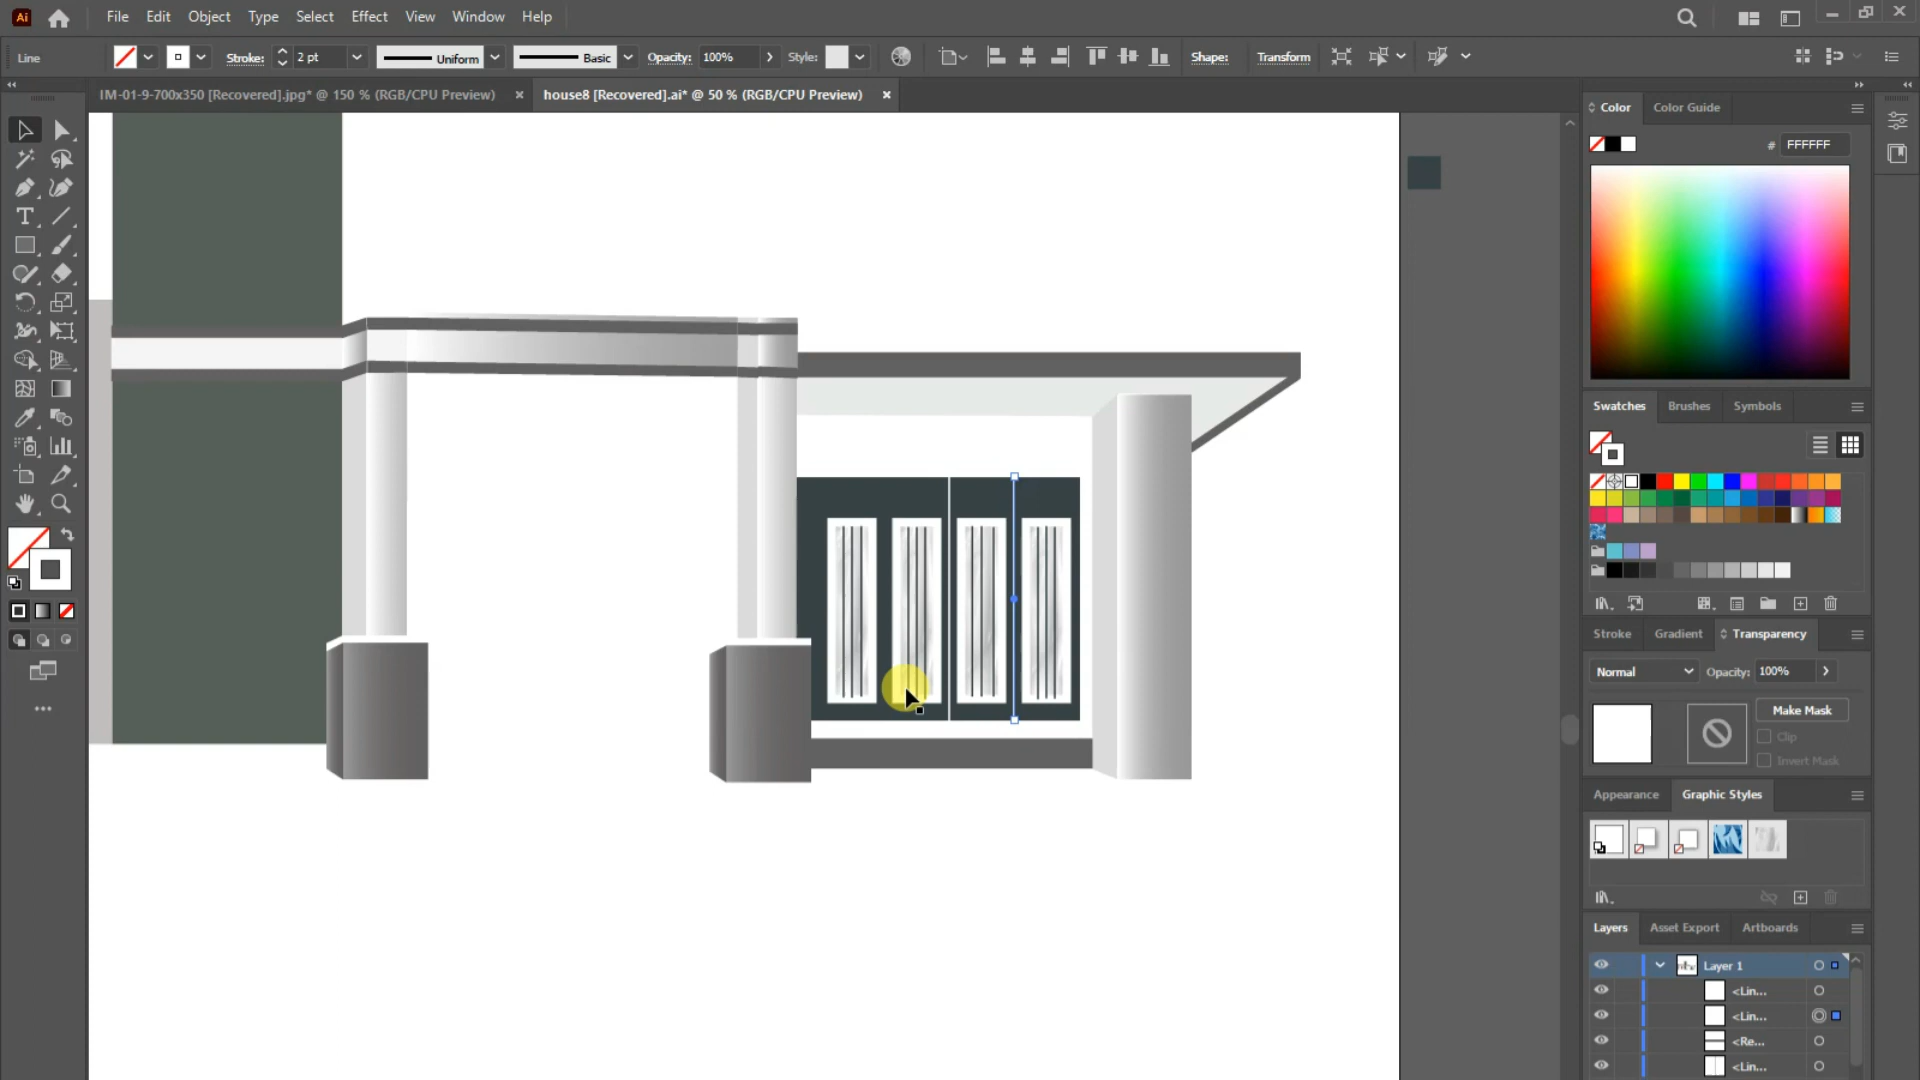 Ai File Edit Object Type Select Effect View Window Help
Line Stroke: 2 pt Uniform Basic Opacity: 100% Style: Shape: Transform
IM-01-9-700x350 [Recovered].jpg* @ 150 % (RGB/CPU Preview) × house8 [Recovered].ai* @ 50 % (RGB/CPU Preview) ×
Color Color Guide
# FFFFFF
Swatches Brushes Symbols
Stroke Gradient Transparency
Normal Opacity: 100%
Make Mask
Clip
Invert Mask
Appearance Graphic Styles
Layers Asset Export Artboards
Layer 1
<Lin...
<Lin...
<Re...
<Lin...